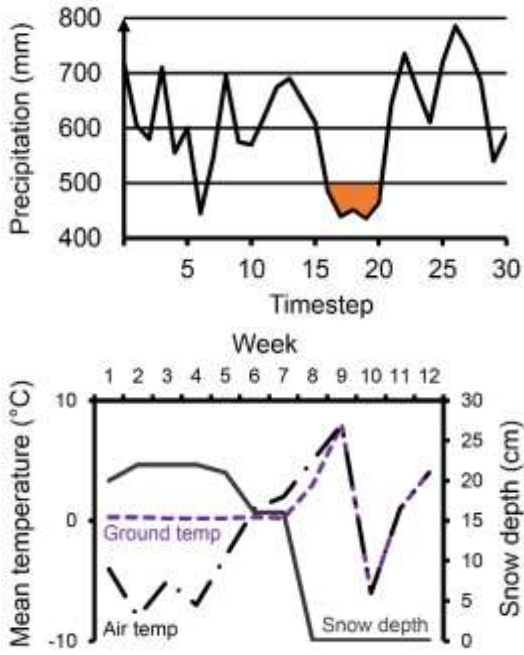 Precipitation (mm)
800
700
600
500
400
5 10 15 20 25 30
Timestep
Week
1 2 3 4 5 6 7 8 9 10 11 12
Mean temperature (°C)
10
0
-10
Ground temp
Air temp
Snow depth
30
25
20
15
10
5
0
Snow depth (cm)